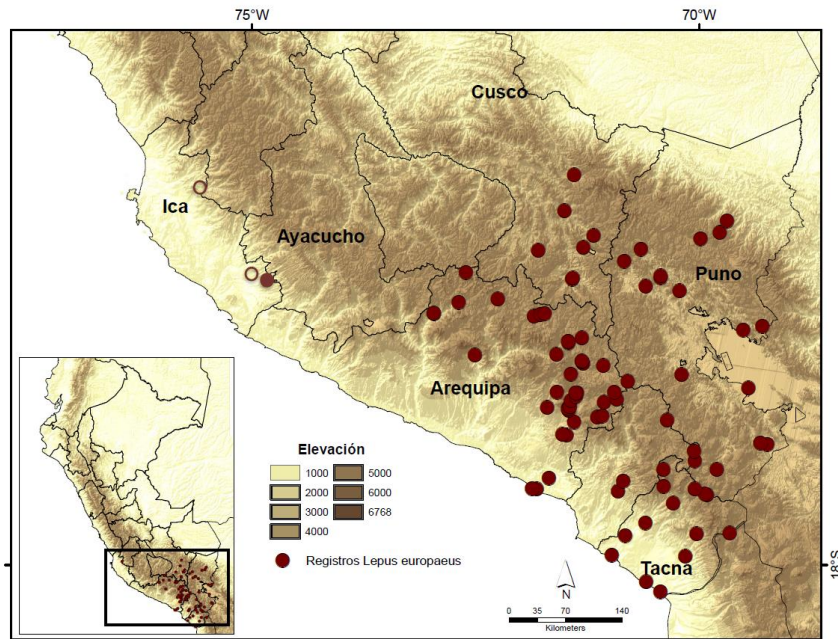 75°W
70°W
Cusco
Ica
Ayacucho
Puno
Arequipa
Elevación
1000
5000
2000
6000
3000
6768
4000
Registros Lepus europaeus
Tacna
18°S
N
0 35 70 140
Kilometers